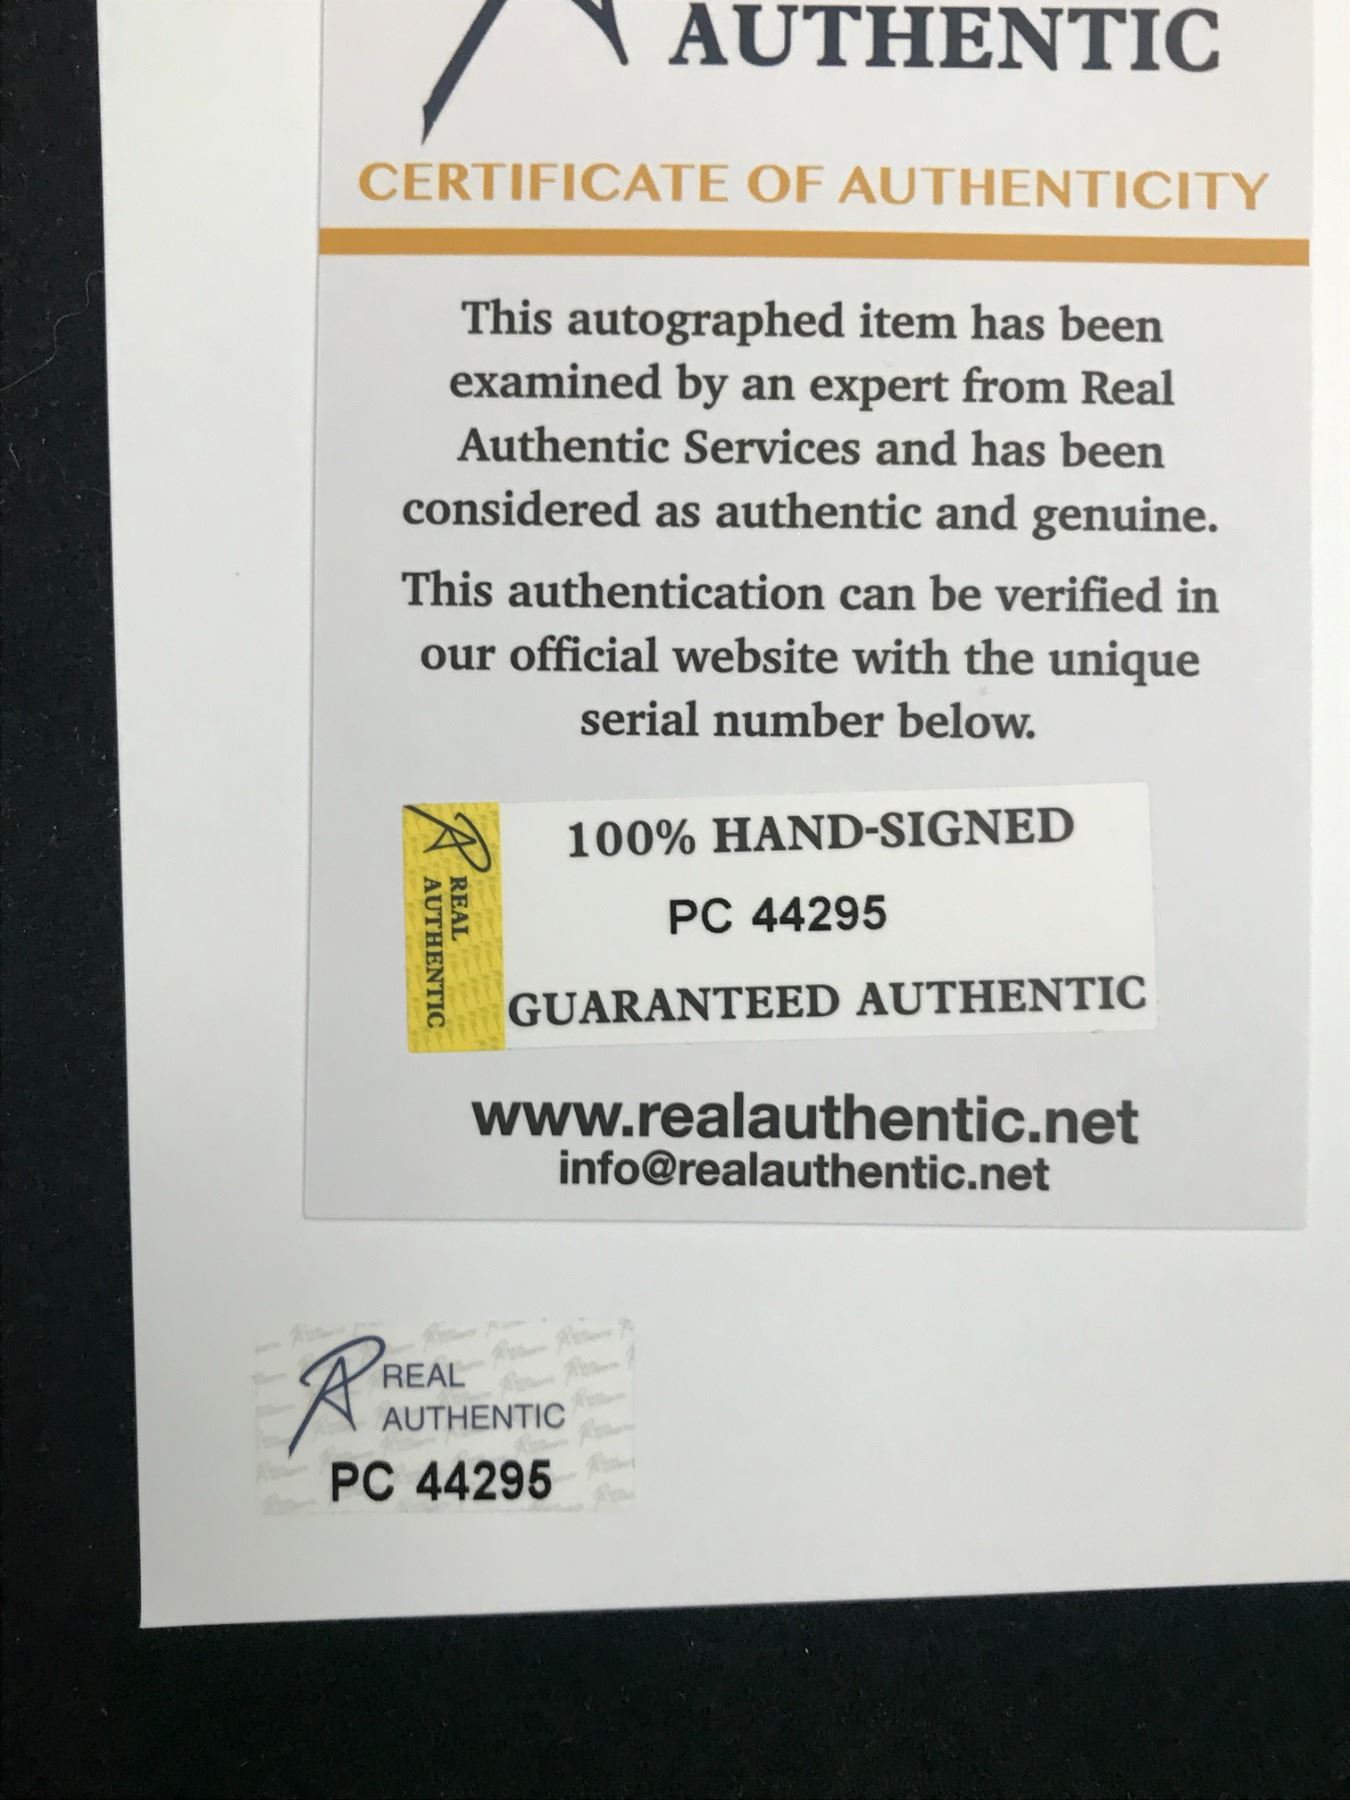 AUTHENTIC
CERTIFICATE OF AUTHENTICITY
This autographed item has been
examined by an expert from Real
Authentic Services and has been
considered as authentic and genuine.
This authentication can be verified in
our official website with the unique
serial number below.
REAL
AUTHENTIC
100% HAND-SIGNED
PC 44295
GUARANTEED AUTHENTIC
www.realauthentic.net
info@realauthentic.net
REAL
AUTHENTIC
PC 44295